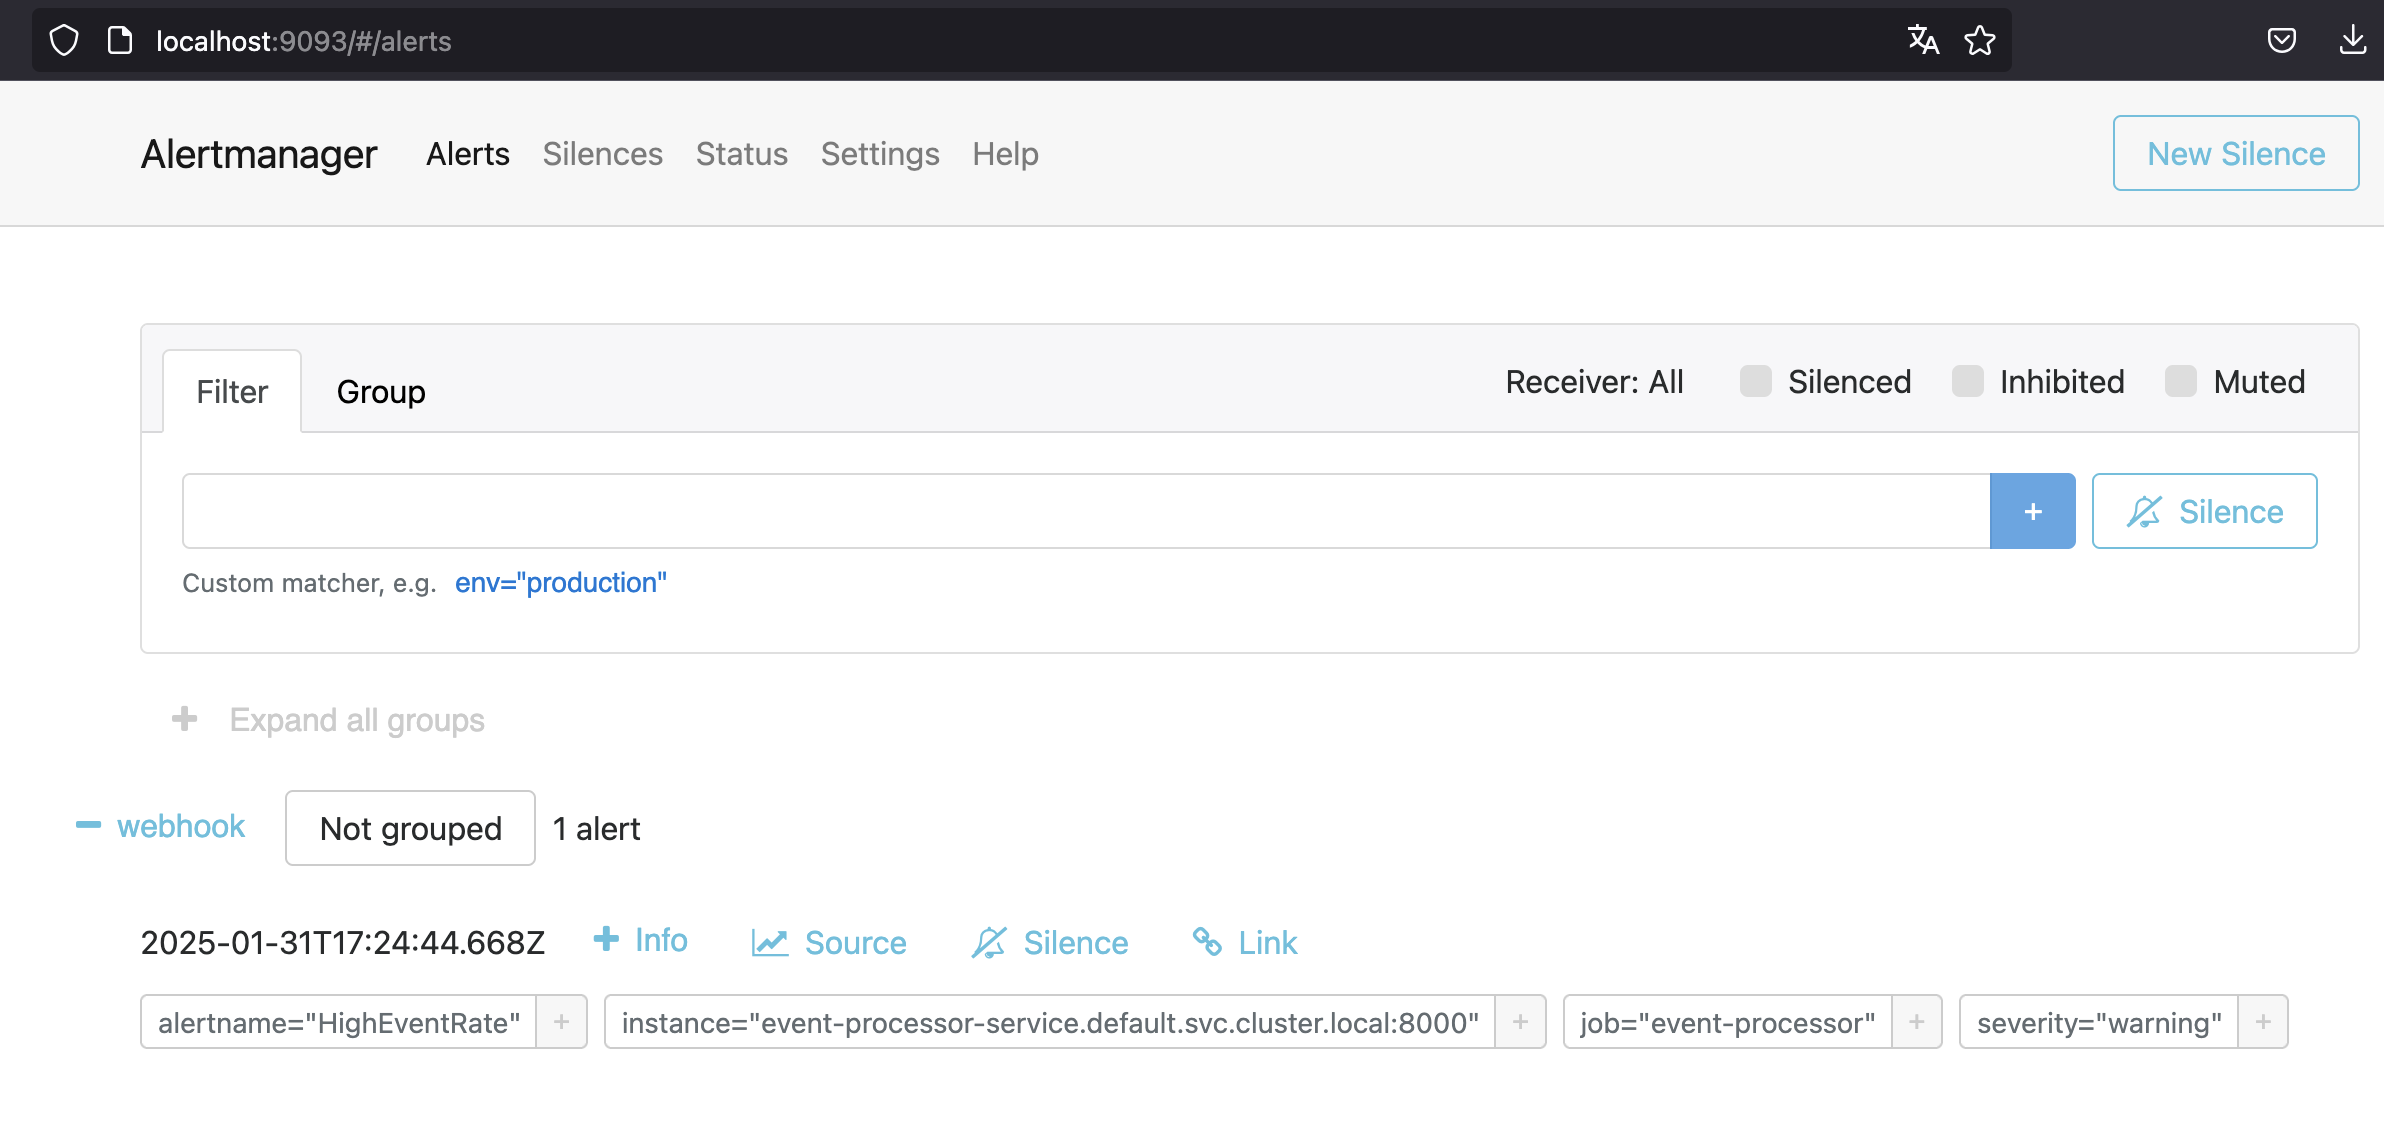 localhost:9093/#/alerts
Alertmanager Alerts Silences Status Settings Help New Silence
Filter Group Receiver: All Silenced Inhibited Muted
+ Silence
Custom matcher, e.g. env="production"
+ Expand all groups
webhook Not grouped 1 alert
2025-01-31T17:24:44.668Z + Info Source Silence Link
alertname="HighEventRate" + instance="event-processor-service.default.svc.cluster.local:8000" + job="event-processor" + severity="warning" +